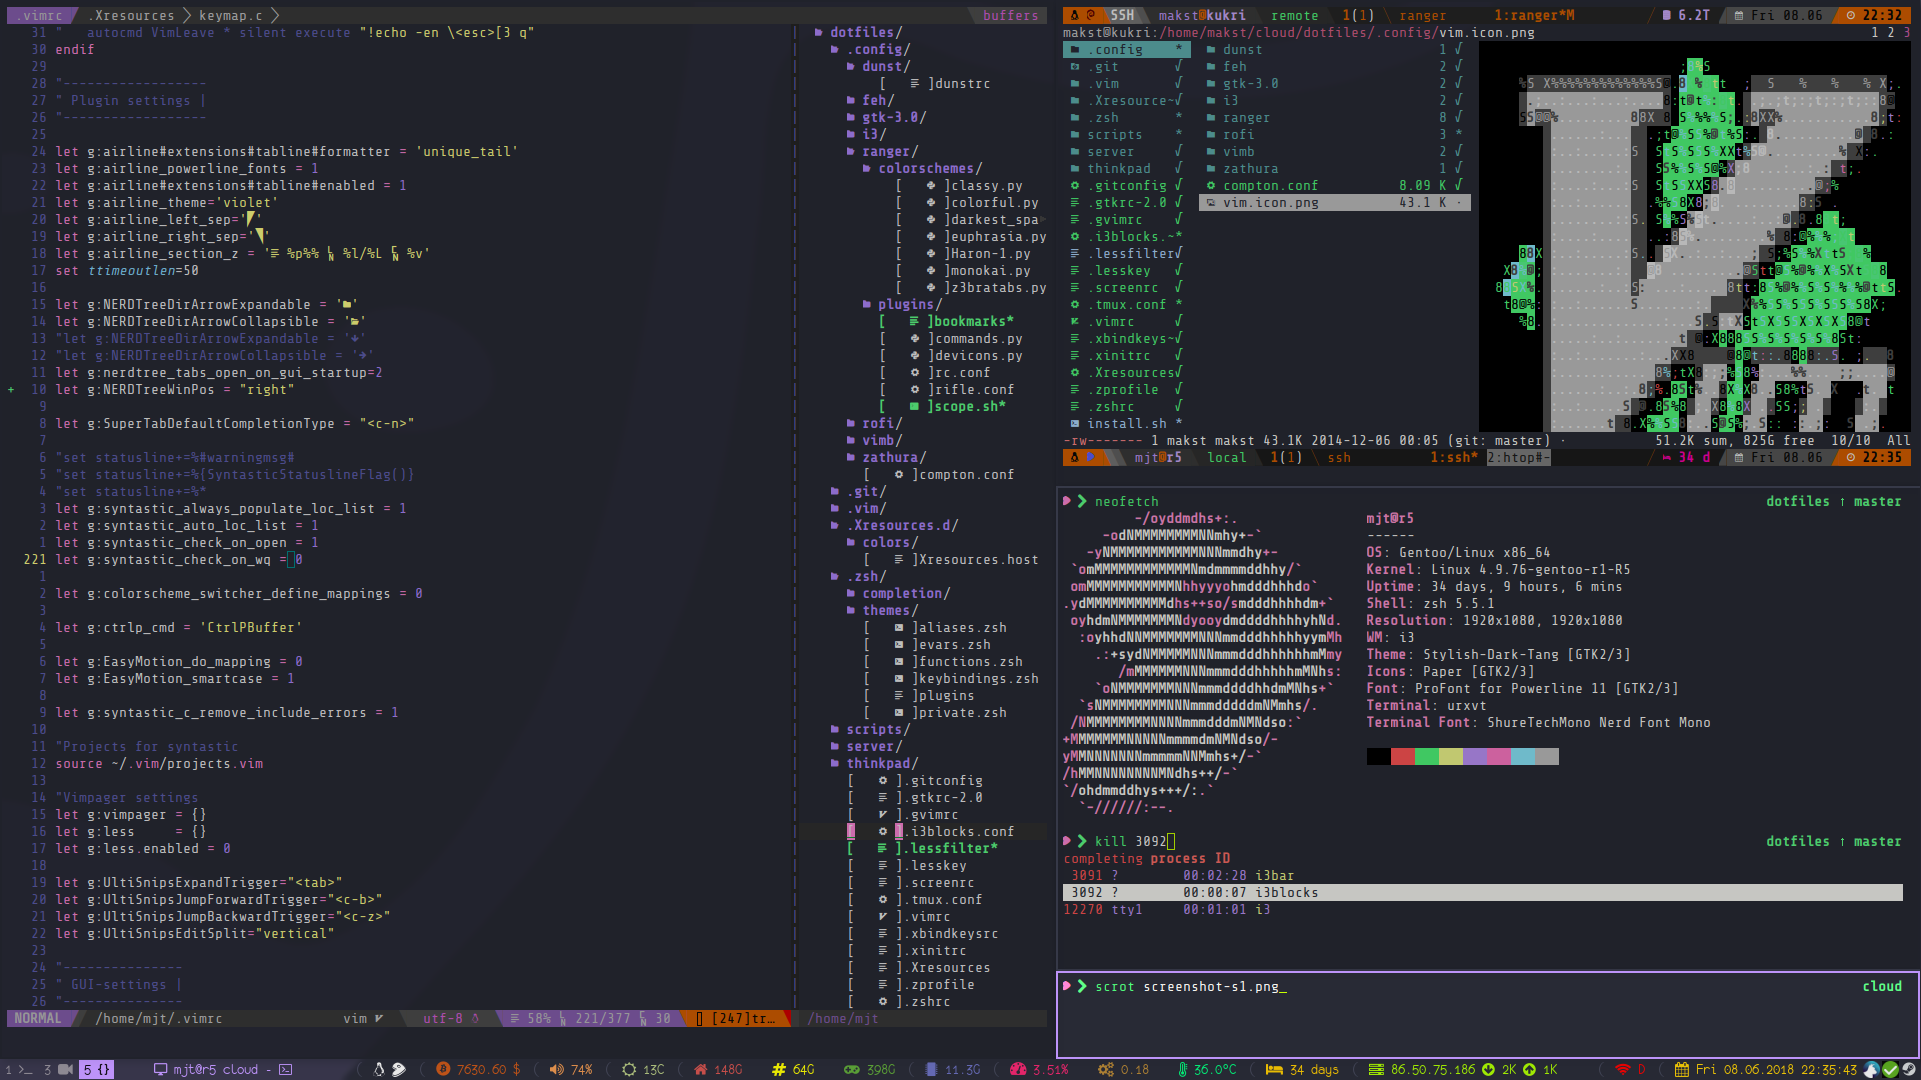 .vimrc .Xresources keymap.c buffers
31 " autocmd VimLeave * silent execute "!echo -en \<esc>[3 q"
30 endif
29
28 "------------------
27 " Plugin settings |
26 "------------------
25
24 let g:airline#extensions#tabline#formatter = 'unique_tail'
23 let g:airline_powerline_fonts = 1
22 let g:airline#extensions#tabline#enabled = 1
21 let g:airline_theme='violet'
20 let g:airline_left_sep=' '
19 let g:airline_right_sep=' '
18 let g:airline_section_z = ' %p%% %l/%L %v'
17 set ttimeoutlen=50
16
15 let g:NERDTreeDirArrowExpandable = ' '
14 let g:NERDTreeDirArrowCollapsible = ' '
13 "let g:NERDTreeDirArrowExpandable = ' '
12 "let g:NERDTreeDirArrowCollapsible = ' '
11 let g:nerdtree_tabs_open_on_gui_startup=2
+ 10 let g:NERDTreeWinPos = "right"
9
8 let g:SuperTabDefaultCompletionType = "<c-n>"
7
6 "set statusline+=%#warningmsg#
5 "set statusline+=%{SyntasticStatuslineFlag()}
4 "set statusline+=%*
3 let g:syntastic_always_populate_loc_list = 1
2 let g:syntastic_auto_loc_list = 1
1 let g:syntastic_check_on_open = 1
221 let g:syntastic_check_on_wq = 0
1
2 let g:colorscheme_switcher_define_mappings = 0
3
4 let g:ctrlp_cmd = 'CtrlPBuffer'
5
6 let g:EasyMotion_do_mapping = 0
7 let g:EasyMotion_smartcase = 1
8
9 let g:syntastic_c_remove_include_errors = 1
10
11 "Projects for syntastic
12 source ~/.vim/projects.vim
13
14 "Vimpager settings
15 let g:vimpager = {}
16 let g:less     = {}
17 let g:less.enabled = 0
18
19 let g:UltiSnipsExpandTrigger="<tab>"
20 let g:UltiSnipsJumpForwardTrigger="<c-b>"
21 let g:UltiSnipsJumpBackwardTrigger="<c-z>"
22 let g:UltiSnipsEditSplit="vertical"
23
24 "---------------
25 " GUI-settings |
26 "---------------
NORMAL /home/mjt/.vimrc vim utf-8 58% 221/377 30 [247]tr… /home/mjt
dotfiles/
.config/
dunst/
[ ]dunstrc
feh/
gtk-3.0/
i3/
ranger/
colorschemes/
[ ]classy.py
[ ]colorful.py
[ ]darkest_spa
[ ]euphrasia.py
[ ]Haron-1.py
[ ]monokai.py
[ ]z3bratabs.py
plugins/
[ ]bookmarks*
[ ]commands.py
[ ]devicons.py
[ ]rc.conf
[ ]rifle.conf
[ ]scope.sh*
rofi/
vimb/
zathura/
[ ]compton.conf
.git/
.vim/
.Xresources.d/
colors/
[ ]Xresources.host
.zsh/
completion/
themes/
[ ]aliases.zsh
[ ]evars.zsh
[ ]functions.zsh
[ ]keybindings.zsh
[ ]plugins
[ ]private.zsh
scripts/
server/
thinkpad/
[ ].gitconfig
[ ].gtkrc-2.0
[ ].gvimrc
[ ].i3blocks.conf
[ ].lessfilter*
[ ].lesskey
[ ].screenrc
[ ].tmux.conf
[ ].vimrc
[ ].xbindkeysrc
[ ].xinitrc
[ ].Xresources
[ ].zprofile
[ ].zshrc
SSH makst@kukri remote 1(1) ranger 1:ranger*M 6.2T Fri 08.06 22:32
makst@kukri:/home/makst/cloud/dotfiles/.config/vim.icon.png 1 2 3
.config * dunst 1 √
.git √ feh 2 √
.vim √ gtk-3.0 2 √
.Xresource~√ i3 2 √
.zsh * ranger 8 √
scripts * rofi 3 *
server √ vimb 2 √
thinkpad √ zathura 1 √
.gitconfig √ compton.conf 8.09 K √
.gtkrc-2.0 √ vim.icon.png 43.1 K ·
.gvimrc √
.i3blocks.~*
.lessfilter√
.lesskey √
.screenrc √
.tmux.conf *
.vimrc √
.xbindkeys~√
.xinitrc √
.Xresources√
.zprofile √
.zshrc √
install.sh *
-rw------- 1 makst makst 43.1K 2014-12-06 00:05 (git: master) · 51.2K sum, 825G free 10/10 All
mjt@r5 local 1(1) ssh 1:ssh* 2:htop#- 34 d Fri 08.06 22:35
neofetch dotfiles ↑ master
mjt@r5
------
OS: Gentoo/Linux x86_64
Kernel: Linux 4.9.76-gentoo-r1-R5
Uptime: 34 days, 9 hours, 6 mins
Shell: zsh 5.5.1
Resolution: 1920x1080, 1920x1080
WM: i3
Theme: Stylish-Dark-Tang [GTK2/3]
Icons: Paper [GTK2/3]
Font: ProFont for Powerline 11 [GTK2/3]
Terminal: urxvt
Terminal Font: ShureTechMono Nerd Font Mono
kill 3092 dotfiles ↑ master
completing process ID
3091 ? 00:02:28 i3bar
3092 ? 00:00:07 i3blocks
12270 tty1 00:01:01 i3
scrot screenshot-s1.png_ cloud
1 >_ 3 5 {} mjt@r5 cloud - 7630.60 $ 74% 13C 148G 64G 398G 11.3G 3.51% 0.18 36.0°C 34 days 86.50.75.186 2K 1K D Fri 08.06.2018 22:35:43